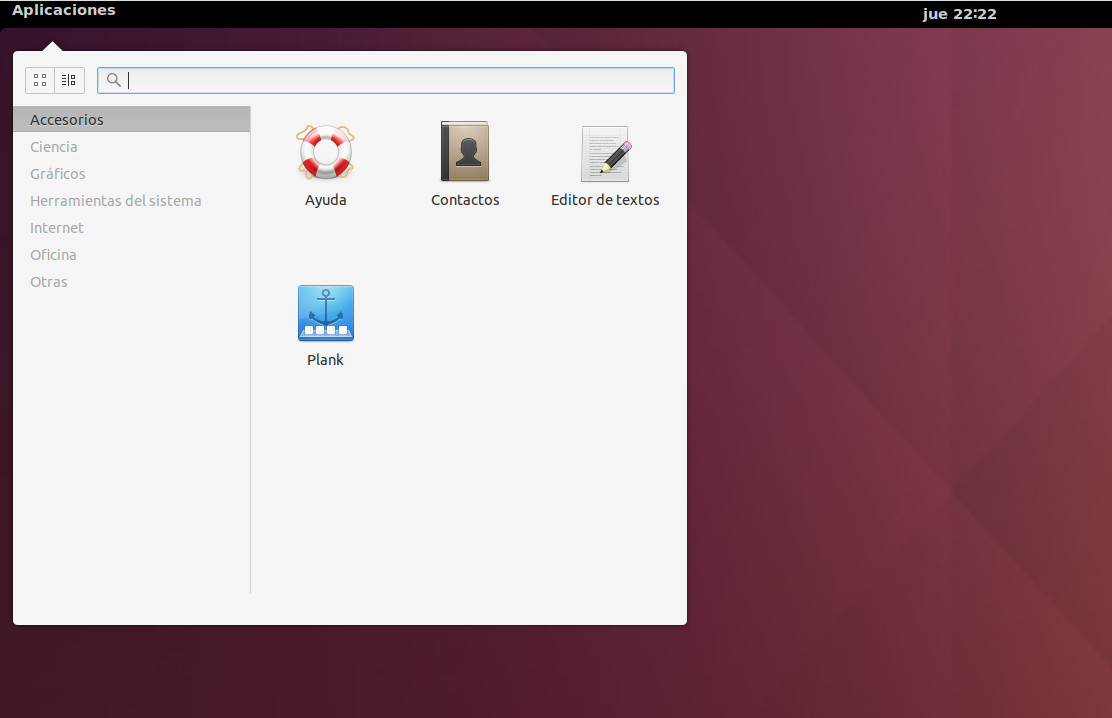 Aplicaciones
jue 22:22
Accesorios
Ciencia
Gráficos
Herramientas del sistema
Internet
Oficina
Otras
Ayuda
Contactos
Editor de textos
Plank